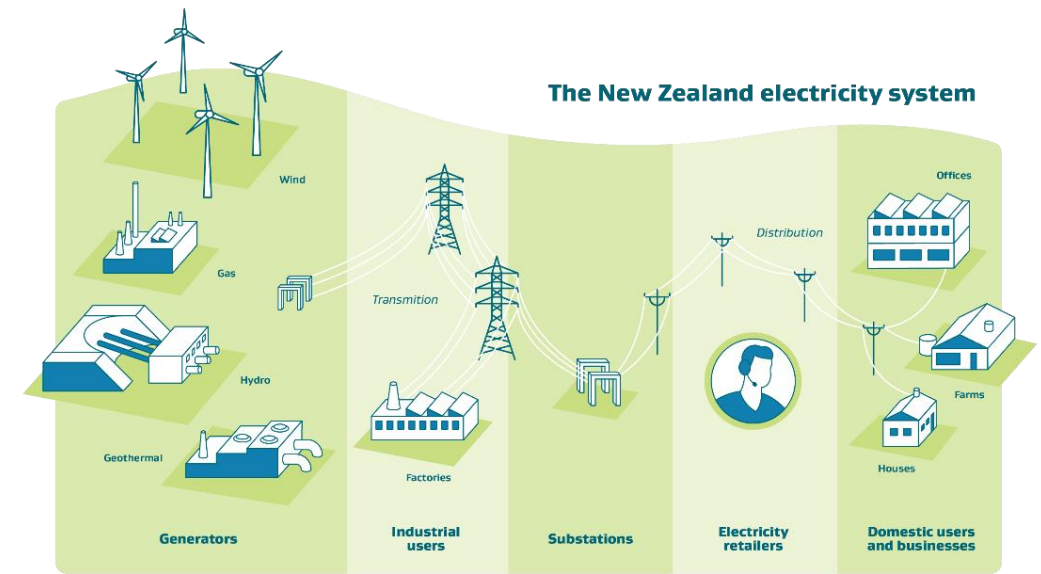 The New Zealand electricity system
Wind
Gas
Hydro
Geothermal
Transmition
Factories
Distribution
Offices
Farms
Houses
Generators
Industrial
users
Substations
Electricity
retailers
Domestic users
and businesses